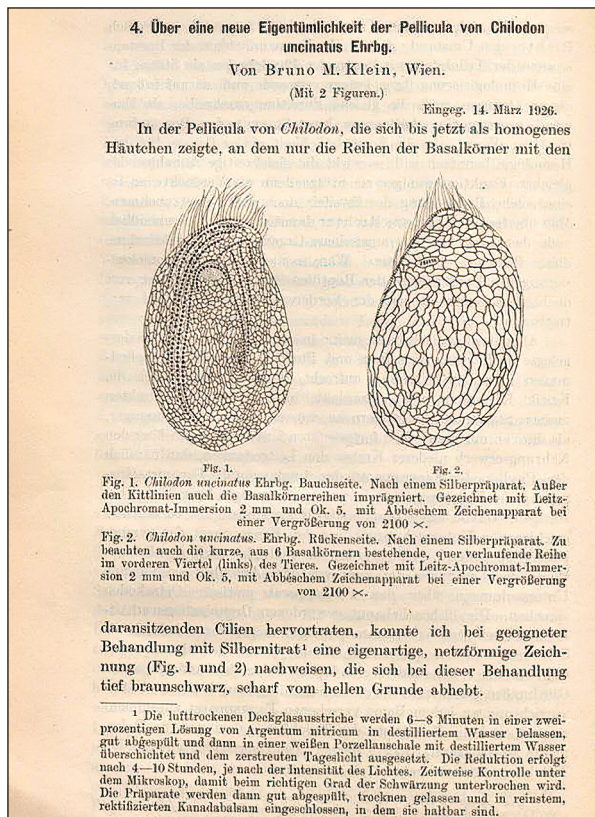 4. Über eine neue Eigentümlichkeit der Pellicula von Chilodon
uncinatus Ehrbg.
Von Bruno M. Klein, Wien.
(Mit 2 Figuren.)
Eingeg. 14. März 1926.
In der Pellicula von Chilodon, die sich bis jetzt als homogenes
Häutchen zeigte, an dem nur die Reihen der Basalkörner mit den
Fig. 1.
Fig. 2.
Fig. 1. Chilodon uncinatus Ehrbg. Bauchseite. Nach einem Silberpräparat. Außer
den Kittlinien auch die Basalkörnerreihen imprägniert. Gezeichnet mit Leitz-
Apochromat-Immersion 2 mm und Ok. 5, mit Abbéschem Zeichenapparat bei
einer Vergrößerung von 2100 ×.
Fig. 2. Chilodon uncinatus. Ehrbg. Rückenseite. Nach einem Silberpräparat. Zu
beachten auch die kurze, aus 6 Basalkörnern bestehende, quer verlaufende Reihe
im vorderen Viertel (links) des Tieres. Gezeichnet mit Leitz-Apochromat-Immer-
sion 2 mm und Ok. 5, mit Abbéschem Zeichenapparat bei einer Vergrößerung
von 2100 ×.
daransitzenden Cilien hervortraten, konnte ich bei geeigneter
Behandlung mit Silbernitrat¹ eine eigenartige, netzförmige Zeich-
nung (Fig. 1 und 2) nachweisen, die sich bei dieser Behandlung
tief braunschwarz, scharf vom hellen Grunde abhebt.
¹ Die lufttrockenen Deckglasausstriche werden 6—8 Minuten in einer zwei-
prozentigen Lösung von Argentum nitricum in destilliertem Wasser belassen,
gut abgespült und dann in einer weißen Porzellanschale mit destilliertem Wasser
überschichtet und dem zerstreuten Tageslicht ausgesetzt. Die Reduktion erfolgt
nach 4—10 Stunden, je nach der Intensität des Lichtes. Zeitweise Kontrolle unter
dem Mikroskop, damit beim richtigen Grad der Schwärzung unterbrochen wird.
Die Präparate werden dann gut abgespült, trocknen gelassen und in reinstem,
rektifizierten Kanadabalsam eingeschlossen, in dem sie haltbar sind.